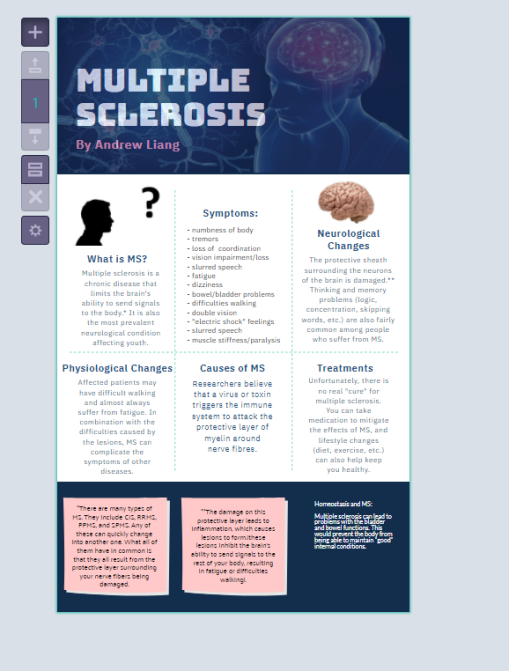 1
MULTIPLE
SCLEROSIS
By Andrew Liang
?
What is MS?
Multiple sclerosis is a
chronic disease that
limits the brain's
ability to send signals
to the body.* It is also
the most prevalent
neurological condition
affecting youth.
Symptoms:
- numbness of body
- tremors
- loss of coordination
- vision impairment/loss
- slurred speech
- fatigue
- dizziness
- bowel/bladder problems
- difficulties walking
- double vision
- "electric shock" feelings
- slurred speech
- muscle stiffness/paralysis
Neurological
Changes
The protective sheath
surrounding the neurons
of the brain is damaged.**
Thinking and memory
problems (logic,
concentration, skipping
words, etc.) are also fairly
common among people
who suffer from MS.
Physiological Changes
Affected patients may
have difficult walking
and almost always
suffer from fatigue. In
combination with the
difficulties caused by
the lesions, MS can
complicate the
symptoms of other
diseases.
Causes of MS
Researchers believe
that a virus or toxin
triggers the immune
system to attack the
protective layer of
myelin around
nerve fibres.
Treatments
Unfortunately, there is
no real "cure" for
multiple sclerosis.
You can take
medication to mitigate
the effects of MS, and
lifestyle changes
(diet, exercise, etc.)
can also help keep
you healthy.
*There are many types of
MS. They include CIS, RRMS,
PPMS, and SPMS. Any of
these can quickly change
into another one. What all of
them have in common is
that they all result from the
protective layer surrounding
your nerve fibers being
damaged.
**The damage on this
protective layer leads to
inflammation, which causes
lesions to form.these
lesions inhibit the brain's
ability to send signals to the
rest of your body, resulting
in fatigue or difficulties
walking).
Homeostasis and MS:
Multiple sclerosis can lead to
problems with the bladder
and bowel functions. This
would prevent the body from
being able to maintain "good"
internal conditions.